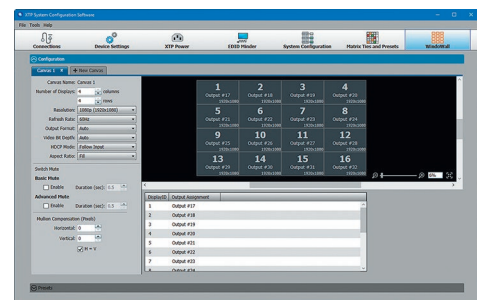 XTP System Configuration Software
File Tools Help
Connections
Device Settings
XTP Power
EDID Minder
System Configuration
Matrix Ties and Presets
WindoWall
Configuration
Canvas 1 X + New Canvas
Canvas Name: Canvas 1
Number of Displays: 4 columns
4 rows
Resolution: 1080p (1920x1080)
Refresh Rate: 60Hz
Output Format: Auto
Video Bit Depth: Auto
HDCP Mode: Follow Input
Aspect Ratio: Fill
Switch Mute
Basic Mute
Enable Duration (sec): 0.5
Advanced Mute
Enable Duration (sec): 0.5
Mullion Compensation (Pixels)
Horizontal: 0
Vertical: 0
H = V
1
Output #17
1920x1080
2
Output #18
1920x1080
3
Output #19
1920x1080
4
Output #20
1920x1080
5
Output #21
1920x1080
6
Output #22
1920x1080
7
Output #23
1920x1080
8
Output #24
1920x1080
9
Output #25
1920x1080
10
Output #26
1920x1080
11
Output #27
1920x1080
12
Output #28
1920x1080
13
Output #29
1920x1080
14
Output #30
1920x1080
15
Output #31
1920x1080
16
Output #32
1920x1080
DisplayID Output Assignment
1 Output #17
2 Output #18
3 Output #19
4 Output #20
5 Output #21
6 Output #22
7 Output #23
8 Output #24
Presets